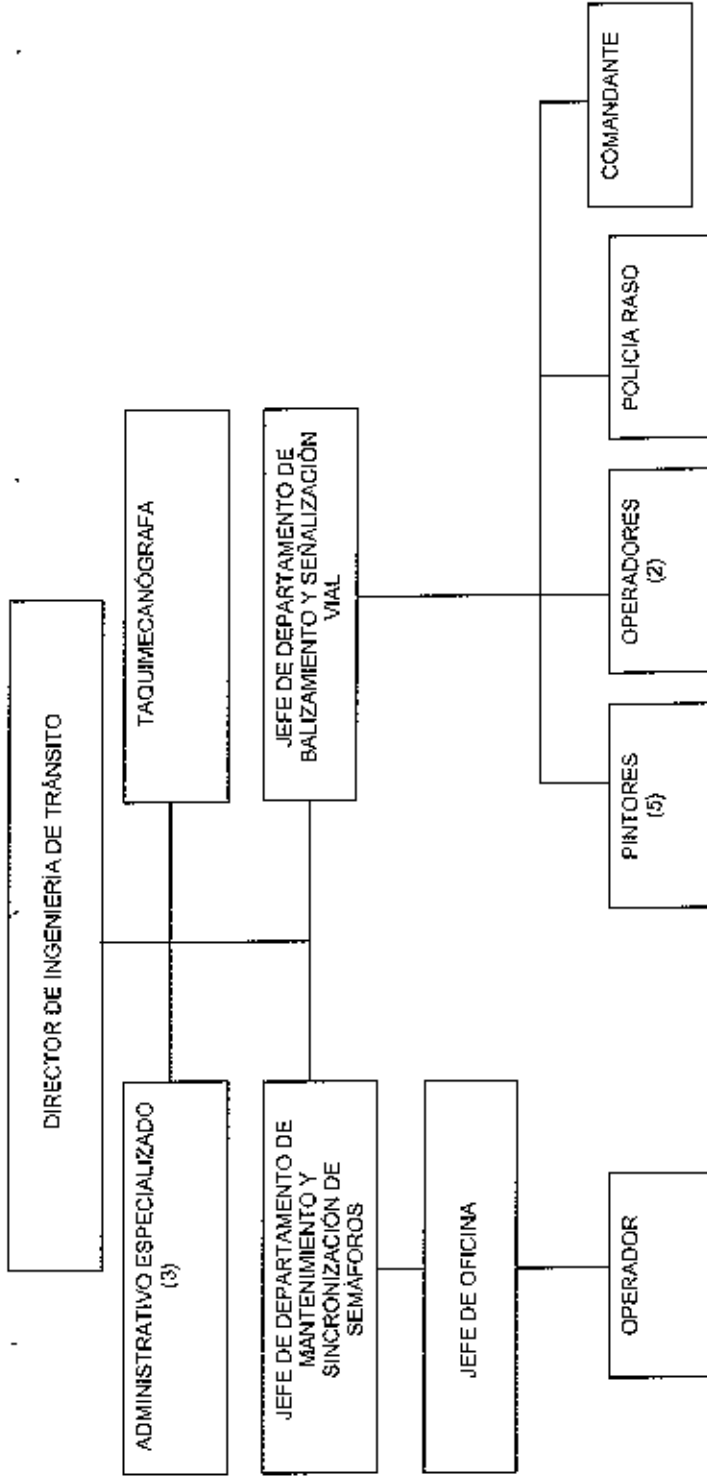 DIRECTOR DE INGENIERÍA DE TRÁNSITO
ADMINISTRATIVO ESPECIALIZADO
(3)
TAQUIMECANÓGRAFA
JEFE DE DEPARTAMENTO DE
MANTENIMIENTO Y
SINCRONIZACIÓN DE
SEMÁFOROS
JEFE DE DEPARTAMENTO DE
BALIZAMIENTO Y SEÑALIZACIÓN
VIAL
JEFE DE OFICINA
OPERADOR
PINTORES
(5)
OPERADORES
(2)
POLICIA RASO
COMANDANTE